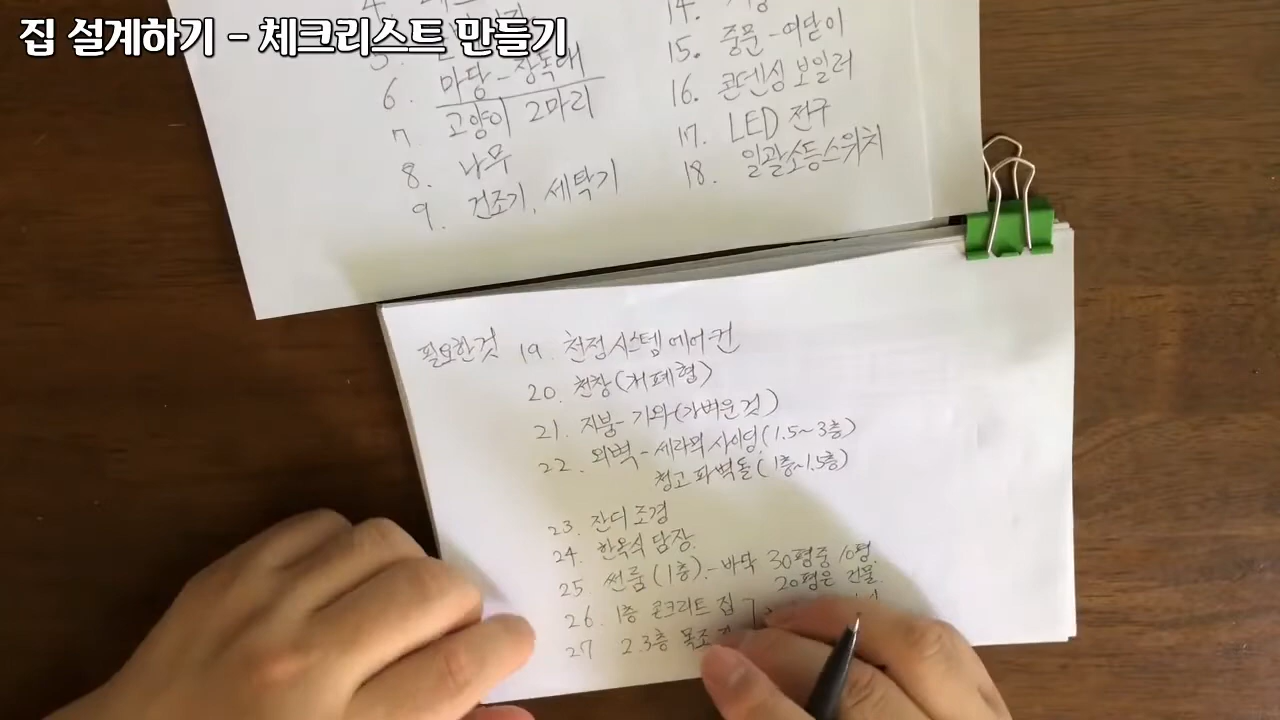 집 설계하기 - 체크리스트 만들기
4.
5.
6. 마당 - 장독대
7 고양이 2마리
8. 나무
9. 건조기, 세탁기
14.
15. 중문 - 여닫이
16. 콘덴싱 보일러
17. LED 전구
18. 일괄소등스위치
필요한것 19. 천정 시스템 에어컨
20. 천창 (개폐형)
21. 지붕 - 기와 (가벼운 것)
22. 외벽 - 세라믹 사이딩 (1.5~3층)
청고 파벽돌 (1층~1.5층)
23. 잔디 조경
24. 한옥식 담장.
25. 썬룸 (1층). - 바닥 30평중 10평.
20평은 건물.
26. 1층 콘크리트 집
27 2.3층 목조